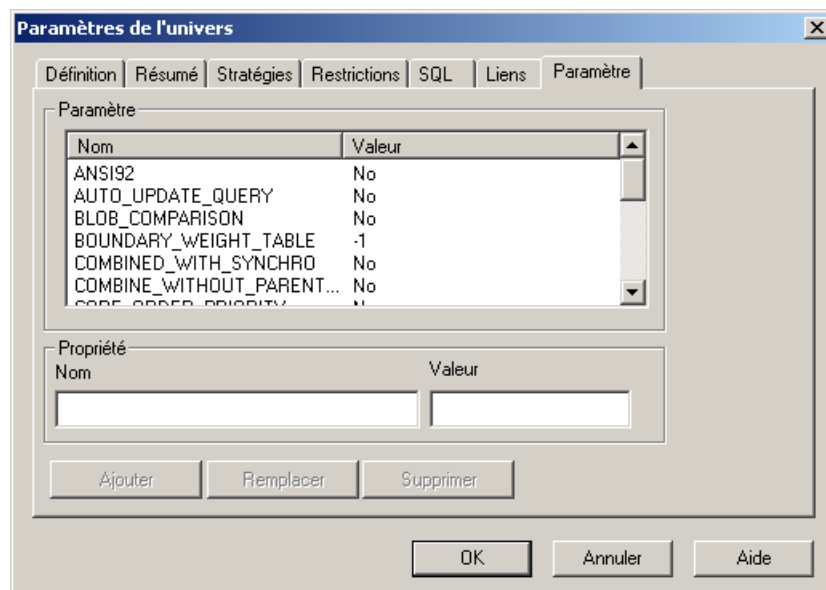 Paramètres de l'univers
Définition Résumé Stratégies Restrictions SQL Liens Paramètre
Paramètre
Nom Valeur
ANSI92 No
AUTO_UPDATE_QUERY No
BLOB_COMPARISON No
BOUNDARY_WEIGHT_TABLE -1
COMBINED_WITH_SYNCHRO No
COMBINE_WITHOUT_PARENT... No
Propriété
Nom Valeur
Ajouter Remplacer Supprimer
OK Annuler Aide